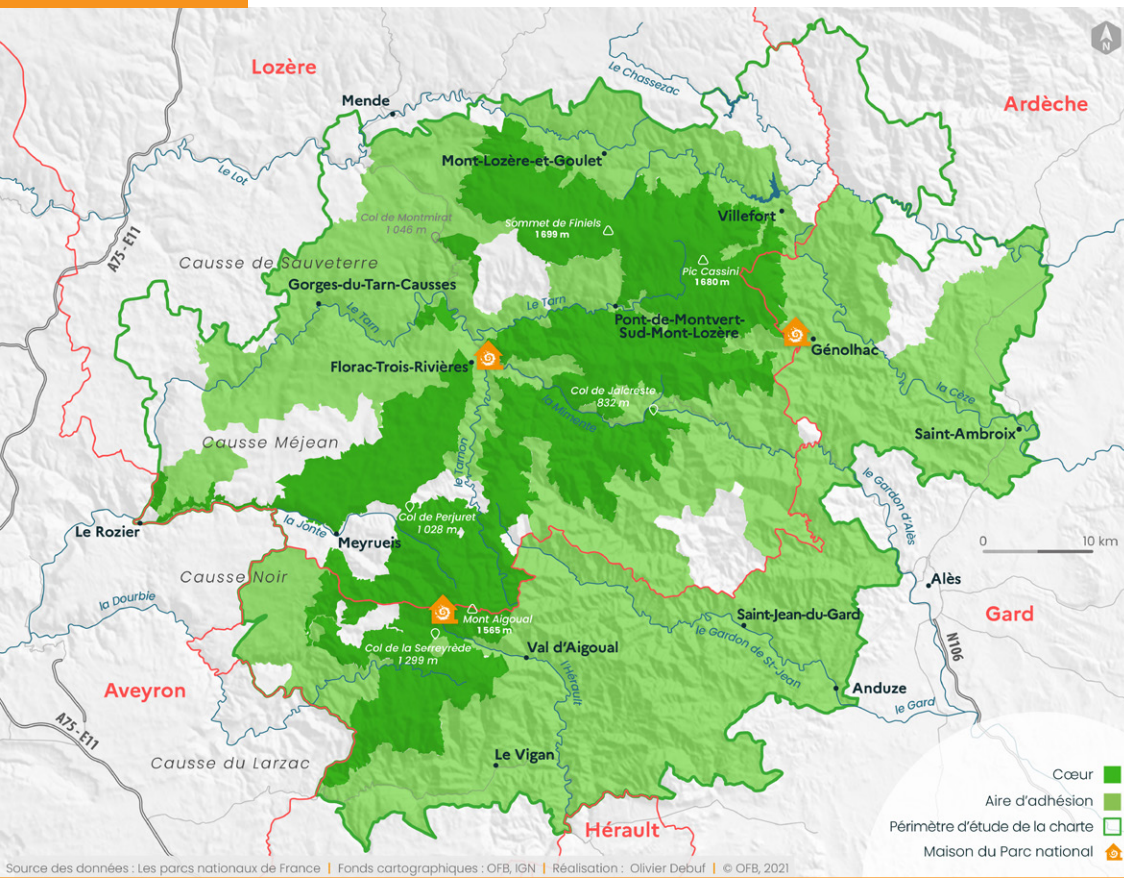 Lozère
Le Chassezac
N
Mende
Ardèche
Mont-Lozère-et-Goulet
Le Lot
Col de Montmirat
1 046 m
Sommet de Finiels
1 699 m
Villefort
A75 - E11
Causse de Sauveterre
Pic Cassini
1 680 m
Gorges-du-Tarn-Causses
Le Tarn
Le Tarn
Pont-de-Montvert-
Sud-Mont-Lozère
Génolhac
Florac-Trois-Rivières
Col de Jalcreste
832 m
la Cèze
la Mimente
Saint-Ambroix
Causse Méjean
le Tarnon
le Gardon d'Alès
Col de Perjuret
1 028 m
la Jonte
Le Rozier
Meyrueis
0
10 km
Causse Noir
Alès
la Dourbie
Mont Aigoual
1 565 m
Saint-Jean-du-Gard
Gard
le Gardon de St-Jean
N106
Col de la Serreyrède
1 299 m
Val d'Aigoual
l'Hérault
Aveyron
Anduze
le Gard
A75 - E11
Le Vigan
Causse du Larzac
Cœur
Aire d'adhésion
Périmètre d'étude de la charte
Maison du Parc national
Hérault
Source des données : Les parcs nationaux de France | Fonds cartographiques : OFB, IGN | Réalisation : Olivier Debuf | © OFB, 2021